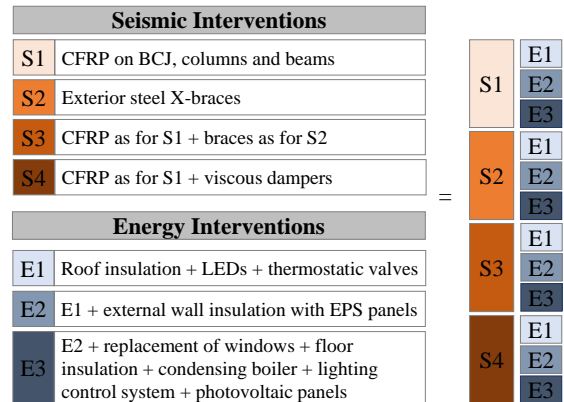 Seismic Interventions
S1 CFRP on BCJ, columns and beams
S2 Exterior steel X-braces
S3 CFRP as for S1 + braces as for S2
S4 CFRP as for S1 + viscous dampers
Energy Interventions
E1 Roof insulation + LEDs + thermostatic valves
E2 E1 + external wall insulation with EPS panels
E3 E2 + replacement of windows + floor
insulation + condensing boiler + lighting
control system + photovoltaic panels
=
S1
E1
E2
E3
S2
E1
E2
E3
S3
E1
E2
E3
S4
E1
E2
E3